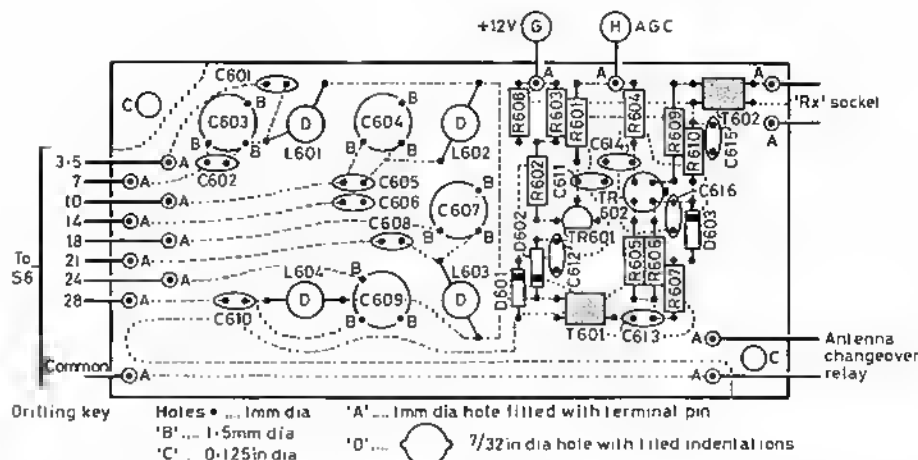 +12V G H AGC
A A A A
C C601
B C603 B B C604 B
D L601 D L602
R608 R603 R601 R604 R609 R610 T602 C615
'Rx' socket
A
3·5 A
7 A C602
10 A C605
14 A C606
18 A C608
21 A
24 A
28 A C610
To S6
B C607 B B
L603 D
L604 D B C609 B B
R602 C611 C614 TR602 C616 D603
D602 TR601 C612 D601
R605 R606 R607
T601 C613
A Antenna
changeover
relay
A C
Common A
Drilling key Holes • ... 1mm dia 'A'... 1mm dia hole fitted with terminal pin
'B'... 1·5mm dia
'C' ... 0·125in dia 'D'... 7/32in dia hole with filed indentations